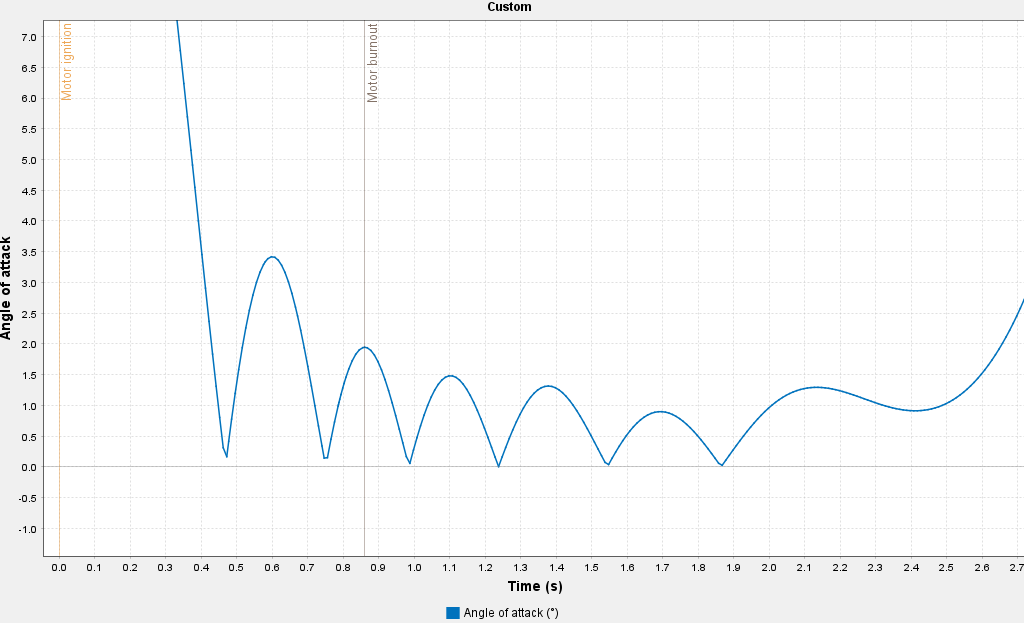 Custom
Motor ignition
Motor burnout
7.0
6.5
6.0
5.5
5.0
4.5
4.0
3.5
3.0
2.5
2.0
1.5
1.0
0.5
0.0
-0.5
-1.0
Angle of attack
0.0 0.1 0.2 0.3 0.4 0.5 0.6 0.7 0.8 0.9 1.0 1.1 1.2 1.3 1.4 1.5 1.6 1.7 1.8 1.9 2.0 2.1 2.2 2.3 2.4 2.5 2.6 2.7
Time (s)
Angle of attack (°)